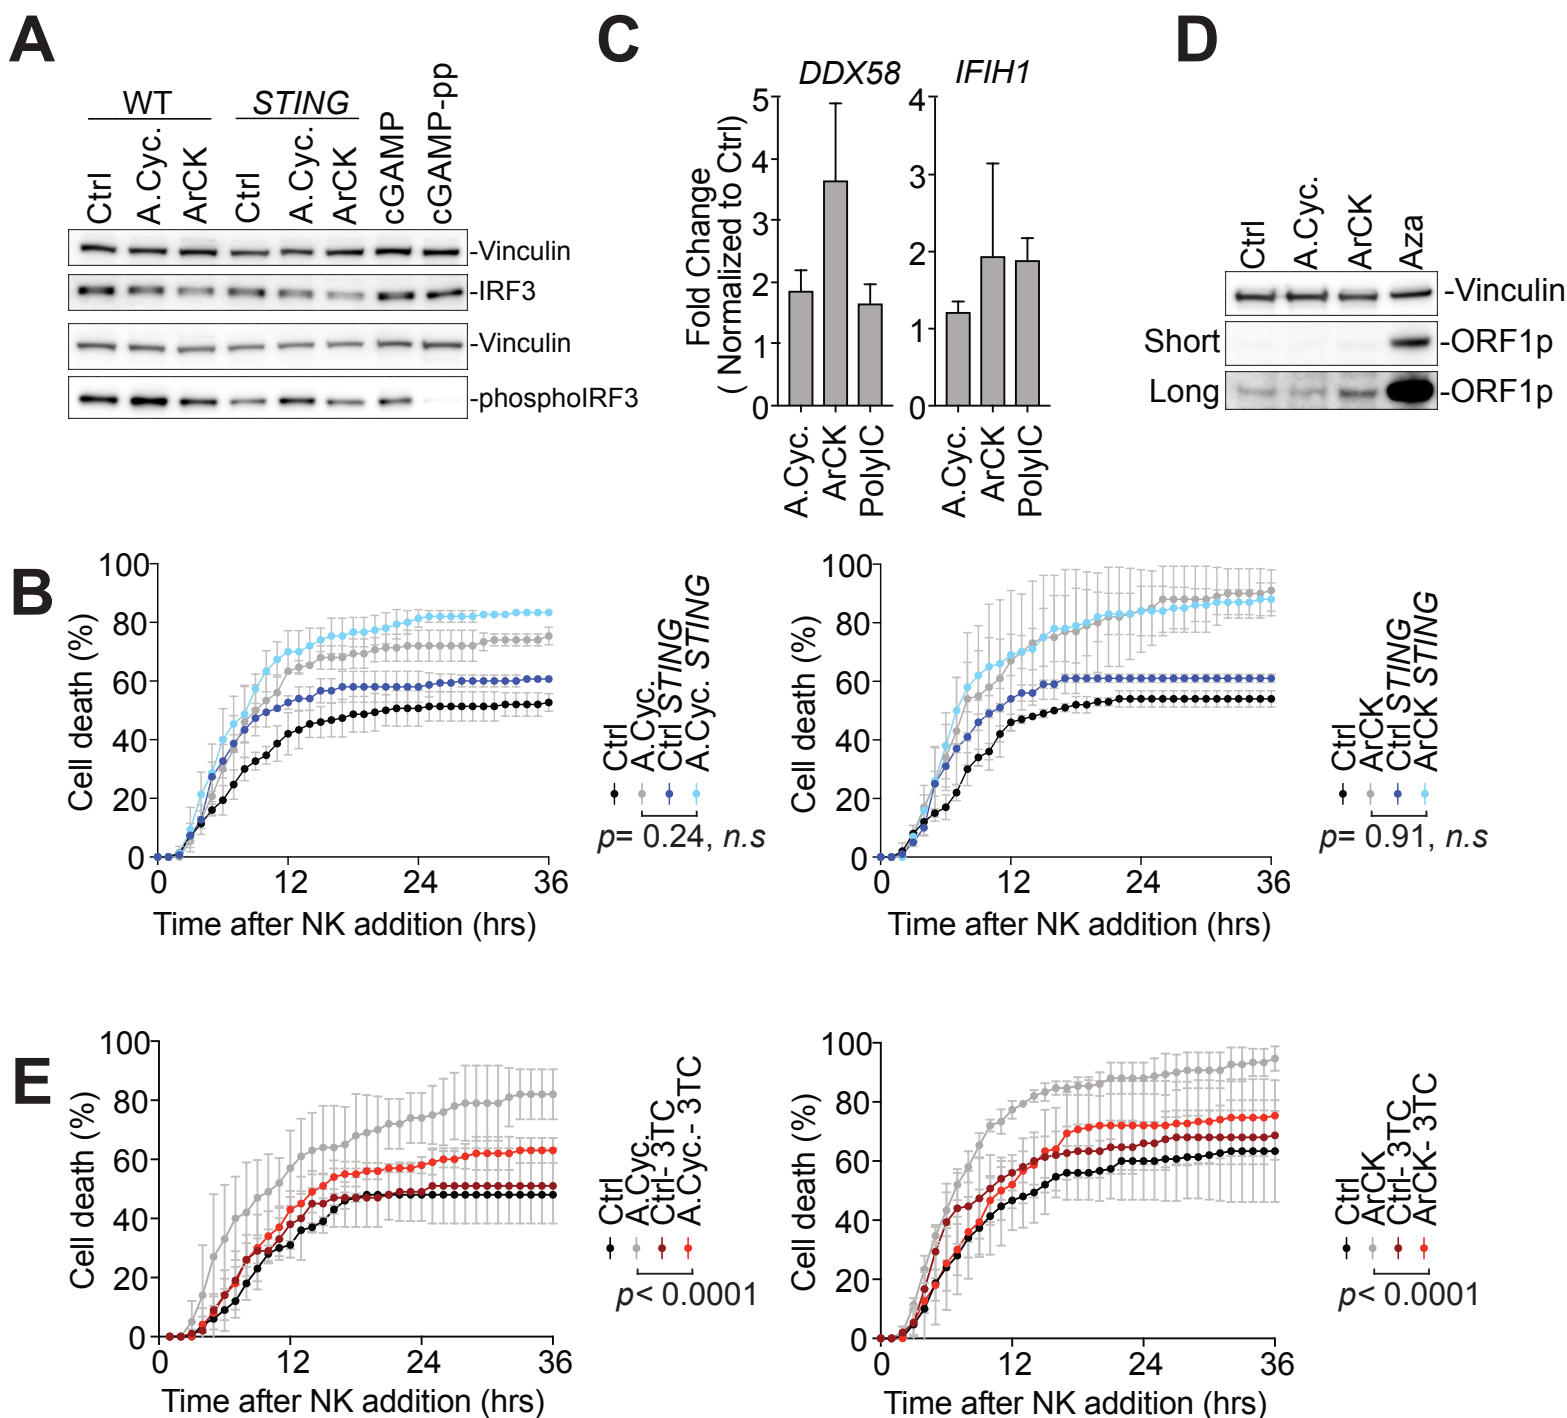 A
WT
STING
Ctrl
A.Cyc.
ArCK
Ctrl
A.Cyc.
ArCK
cGAMP
cGAMP-pp
-Vinculin
-IRF3
-Vinculin
-phosphoIRF3
C
DDX58
IFIH1
Fold Change
( Normalized to Ctrl)
5
4
3
2
1
0
4
3
2
1
0
A.Cyc.
ArCK
PolyIC
A.Cyc.
ArCK
PolyIC
D
Ctrl
A.Cyc.
ArCK
Aza
-Vinculin
Short
-ORF1p
Long
-ORF1p
B
Cell death (%)
100
80
60
40
20
0
0
12
24
36
Time after NK addition (hrs)
Ctrl
A.Cyc.
Ctrl STING
A.Cyc. STING
p= 0.24, n.s
Cell death (%)
100
80
60
40
20
0
0
12
24
36
Time after NK addition (hrs)
Ctrl
ArCK
Ctrl STING
ArCK STING
p= 0.91, n.s
E
Cell death (%)
100
80
60
40
20
0
0
12
24
36
Time after NK addition (hrs)
Ctrl
A.Cyc.
Ctrl- 3TC
A.Cyc.- 3TC
p< 0.0001
Cell death (%)
100
80
60
40
20
0
0
12
24
36
Time after NK addition (hrs)
Ctrl
ArCK
Ctrl- 3TC
ArCK- 3TC
p< 0.0001